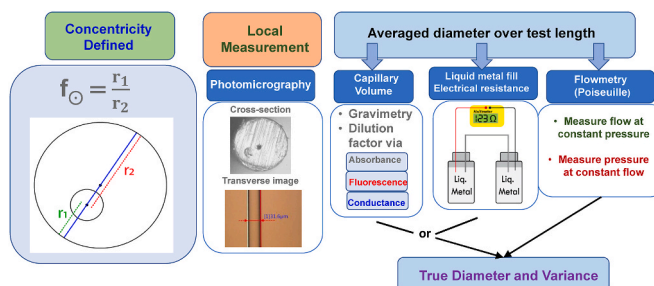 Concentricity
Defined
f⊙ = r1/r2
r2
r1
Local
Measurement
Photomicrography
Cross-section
Transverse image
Averaged diameter over test length
Capillary
Volume
• Gravimetry
• Dilution
factor via
Absorbance
Fluorescence
Conductance
Liquid metal fill
Electrical resistance
123 Ω
Liq.
Metal
Liq.
Metal
Flowmetry
(Poiseuille)
• Measure flow at
constant pressure
• Measure pressure
at constant flow
or
True Diameter and Variance